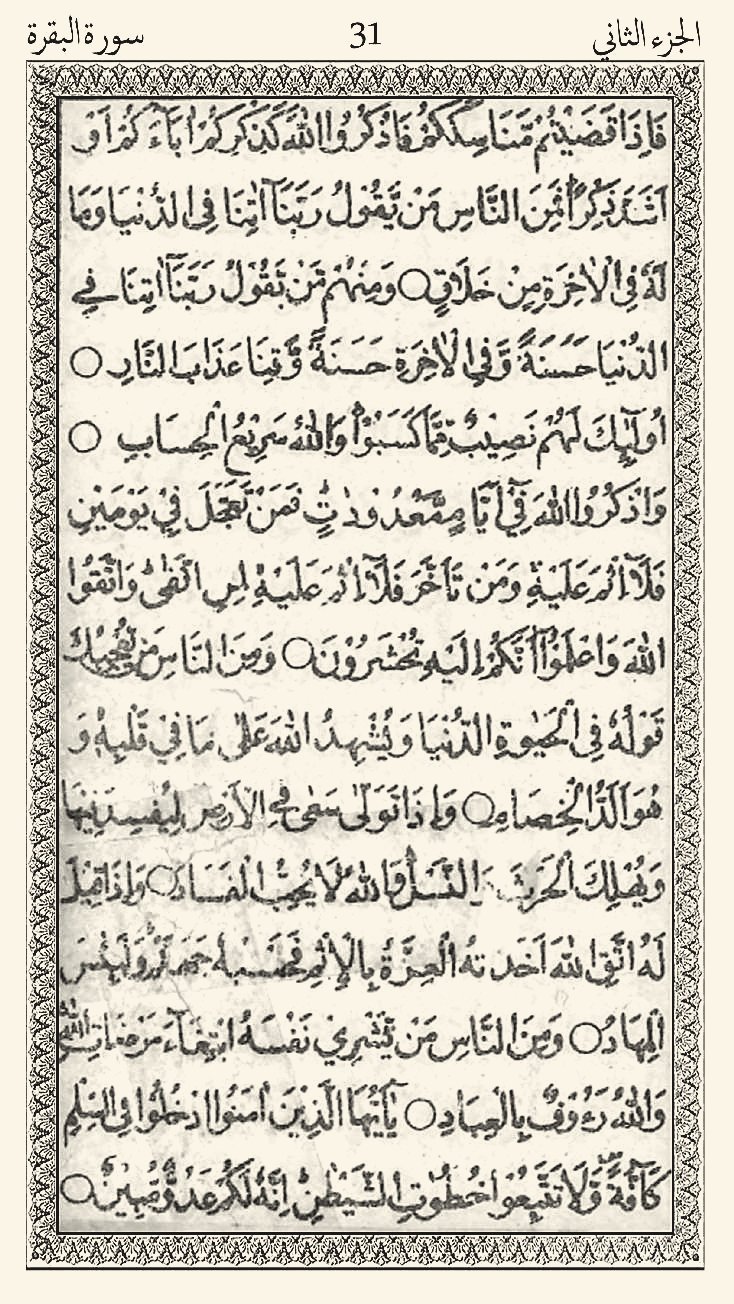 الجزء الثاني
31
سورة البقرة
فَاِذَا قَضَيْتُمْ مَّنَاسِكَكُمْ فَاذْكُرُوا اللّٰهَ كَذِكْرِكُمْ اٰبَآءَكُمْ اَوْ
اَشَدَّ ذِكْرًا فَمِنَ النَّاسِ مَنْ يَّقُوْلُ رَبَّنَآ اٰتِنَا فِي الدُّنْيَا وَمَا
لَهٗ فِي الْاٰخِرَةِ مِنْ خَلَاقٍ ○ وَمِنْهُمْ مَّنْ يَّقُوْلُ رَبَّنَآ اٰتِنَا فِي
الدُّنْيَا حَسَنَةً وَّفِي الْاٰخِرَةِ حَسَنَةً وَّقِنَا عَذَابَ النَّارِ ○
اُولٰٓئِكَ لَهُمْ نَصِيْبٌ مِّمَّا كَسَبُوْا وَاللّٰهُ سَرِيْعُ الْحِسَابِ ○
وَاذْكُرُوا اللّٰهَ فِيْٓ اَيَّامٍ مَّعْدُوْدٰتٍ فَمَنْ تَعَجَّلَ فِيْ يَوْمَيْنِ
فَلَآ اِثْمَ عَلَيْهِ وَمَنْ تَاَخَّرَ فَلَآ اِثْمَ عَلَيْهِ لِمَنِ اتَّقٰى وَاتَّقُوا
اللّٰهَ وَاعْلَمُوْٓا اَنَّكُمْ اِلَيْهِ تُحْشَرُوْنَ ○ وَمِنَ النَّاسِ مَنْ يُّعْجِبُكَ
قَوْلُهٗ فِي الْحَيٰوةِ الدُّنْيَا وَيُشْهِدُ اللّٰهَ عَلٰى مَا فِيْ قَلْبِهٖ وَ
هُوَ اَلَدُّ الْخِصَامِ ○ وَاِذَا تَوَلّٰى سَعٰى فِي الْاَرْضِ لِيُفْسِدَ فِيْهَا
وَيُهْلِكَ الْحَرْثَ وَالنَّسْلَ وَاللّٰهُ لَا يُحِبُّ الْفَسَادَ ○ وَاِذَا قِيْلَ
لَهُ اتَّقِ اللّٰهَ اَخَذَتْهُ الْعِزَّةُ بِالْاِثْمِ فَحَسْبُهٗ جَهَنَّمُ وَلَبِئْسَ
الْمِهَادُ ○ وَمِنَ النَّاسِ مَنْ يَّشْرِيْ نَفْسَهُ ابْتِغَآءَ مَرْضَاتِ اللّٰهِ
وَاللّٰهُ رَءُوْفٌۢ بِالْعِبَادِ ○ يٰٓاَيُّهَا الَّذِيْنَ اٰمَنُوا ادْخُلُوْا فِي السِّلْمِ
كَآفَّةً وَّلَا تَتَّبِعُوْا خُطُوٰتِ الشَّيْطٰنِ اِنَّهٗ لَكُمْ عَدُوٌّ مُّبِيْنٌ ○